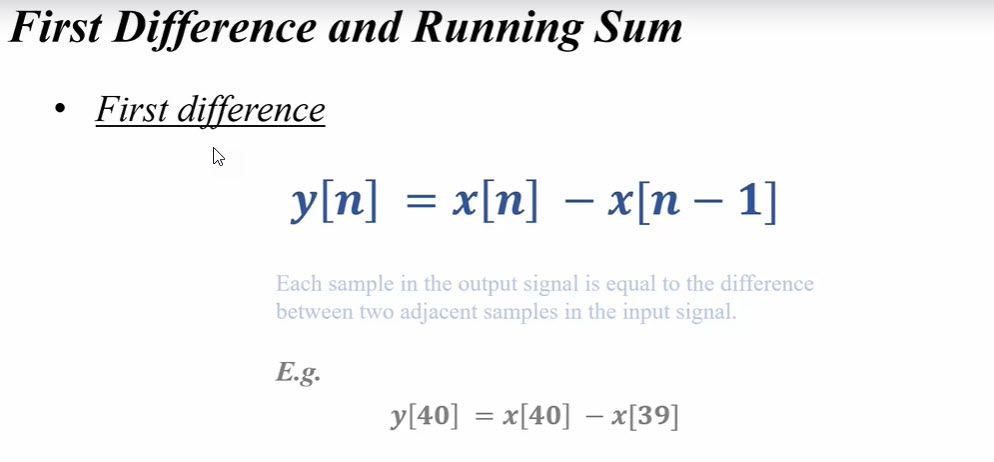 First Difference and Running Sum
• First difference
y[n] = x[n] − x[n − 1]
Each sample in the output signal is equal to the difference
between two adjacent samples in the input signal.
E.g.
y[40] = x[40] − x[39]